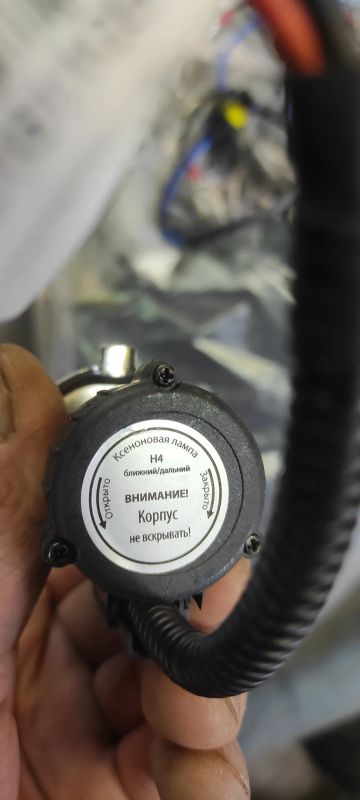 Ксеноновая лампа
H4
ближний/дальний
Открыто
Закрыто
ВНИМАНИЕ!
Корпус
не вскрывать!